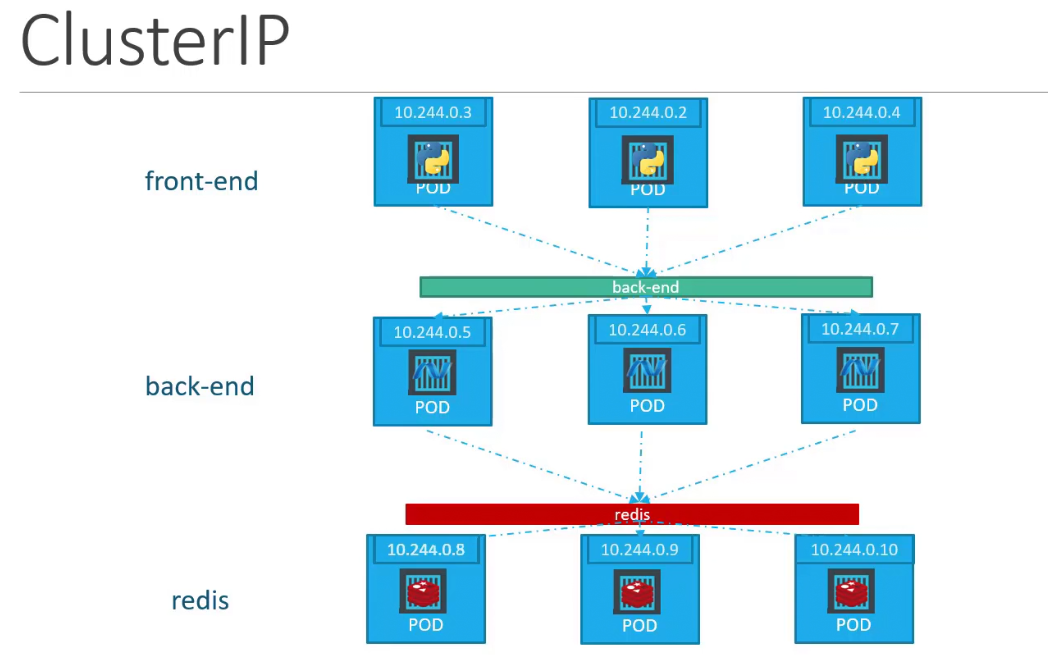 ClusterIP
10.244.0.3
10.244.0.2
10.244.0.4
front-end
POD
POD
POD
back-end
10.244.0.5
10.244.0.6
10.244.0.7
back-end
POD
POD
POD
redis
10.244.0.8
10.244.0.9
10.244.0.10
redis
POD
POD
POD